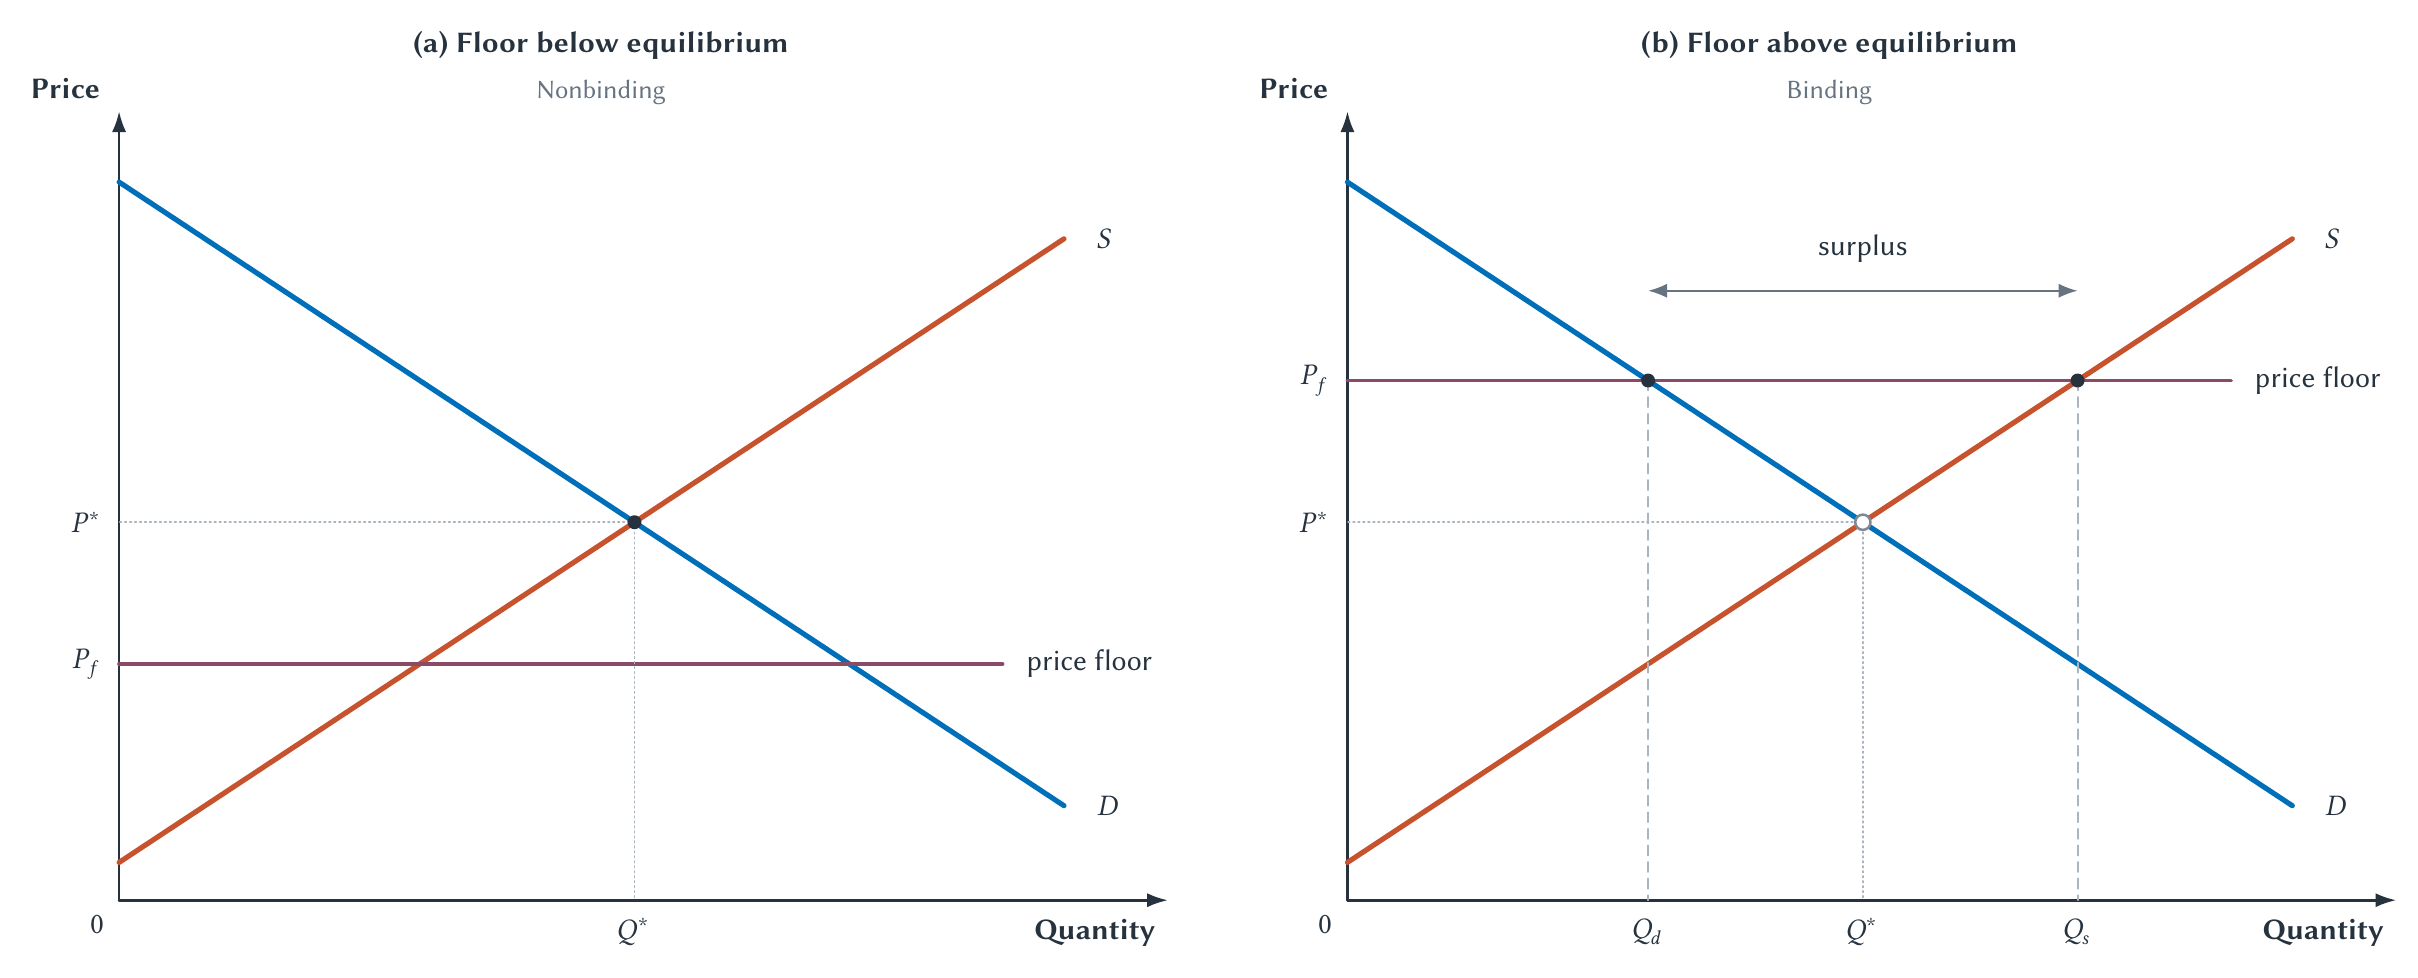 (a) Floor below equilibrium
Nonbinding
Price
S
P*
P_f
price floor
D
0
Q*
Quantity
(b) Floor above equilibrium
Binding
Price
surplus
S
P_f
price floor
P*
D
0
Q_d
Q*
Q_s
Quantity